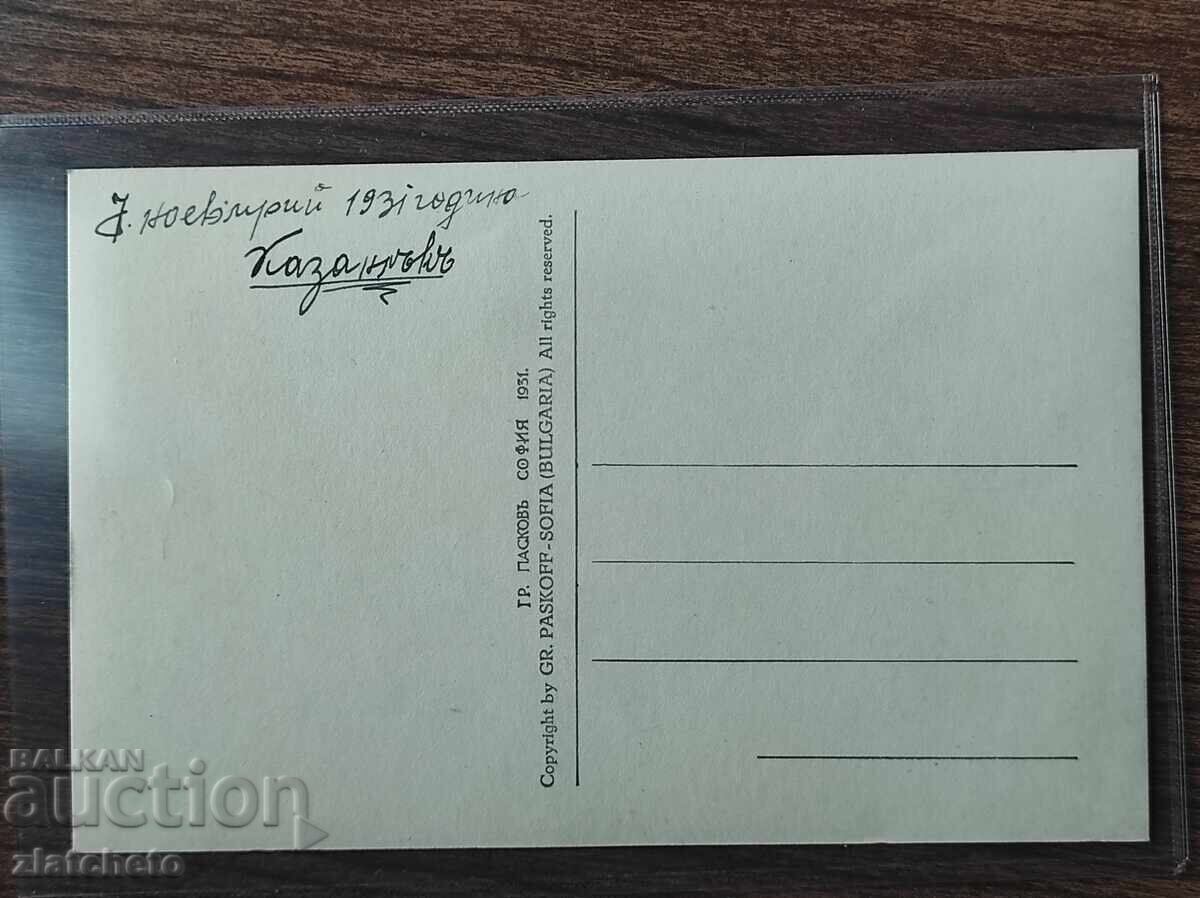 7. ноемврий 1931 година
Казанлъкъ
ГР. ПАСКОВЪ СОФИЯ 1931.
Copyright by GR. PASKOFF-SOFIA (BULGARIA) All rights reserved.
BALKAN
auction
zlatcheto